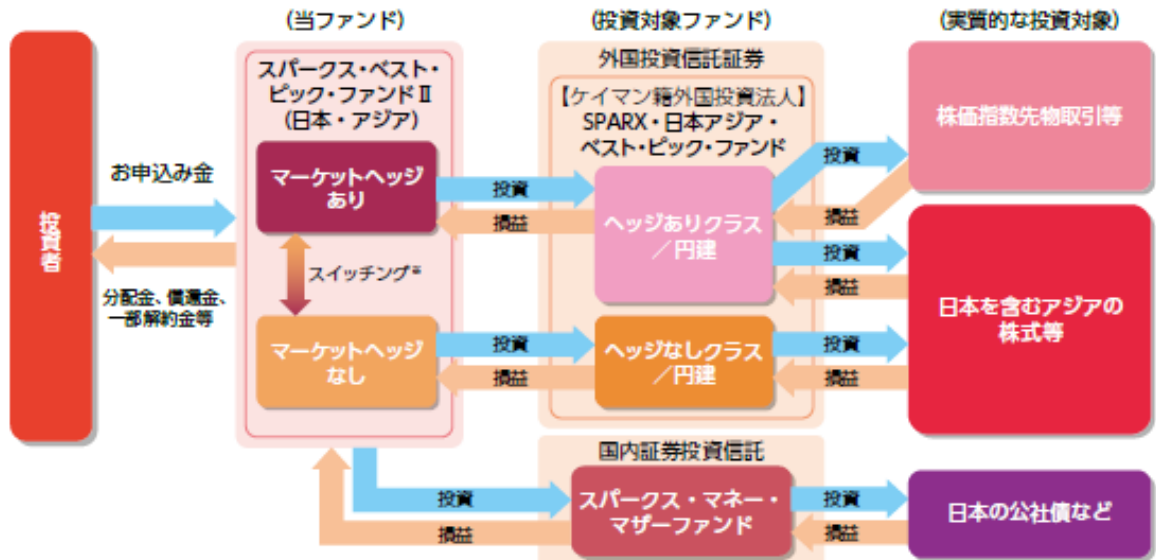 (当ファンド)
(投資対象ファンド)
(実質的な投資対象)
投資者
お申込み金
分配金、償還金、
一部解約金等
スパークス・ベスト・
ピック・ファンドⅡ
(日本・アジア)
マーケットヘッジ
あり
スイッチング※
マーケットヘッジ
なし
投資
損益
投資
損益
外国投資信託証券
【ケイマン籍外国投資法人】
SPARX・日本アジア・
ベスト・ピック・ファンド
ヘッジありクラス
／円建
ヘッジなしクラス
／円建
投資
損益
投資
損益
投資
損益
株価指数先物取引等
日本を含むアジアの
株式等
国内証券投資信託
投資
損益
スパークス・マネー・
マザーファンド
投資
損益
日本の公社債など